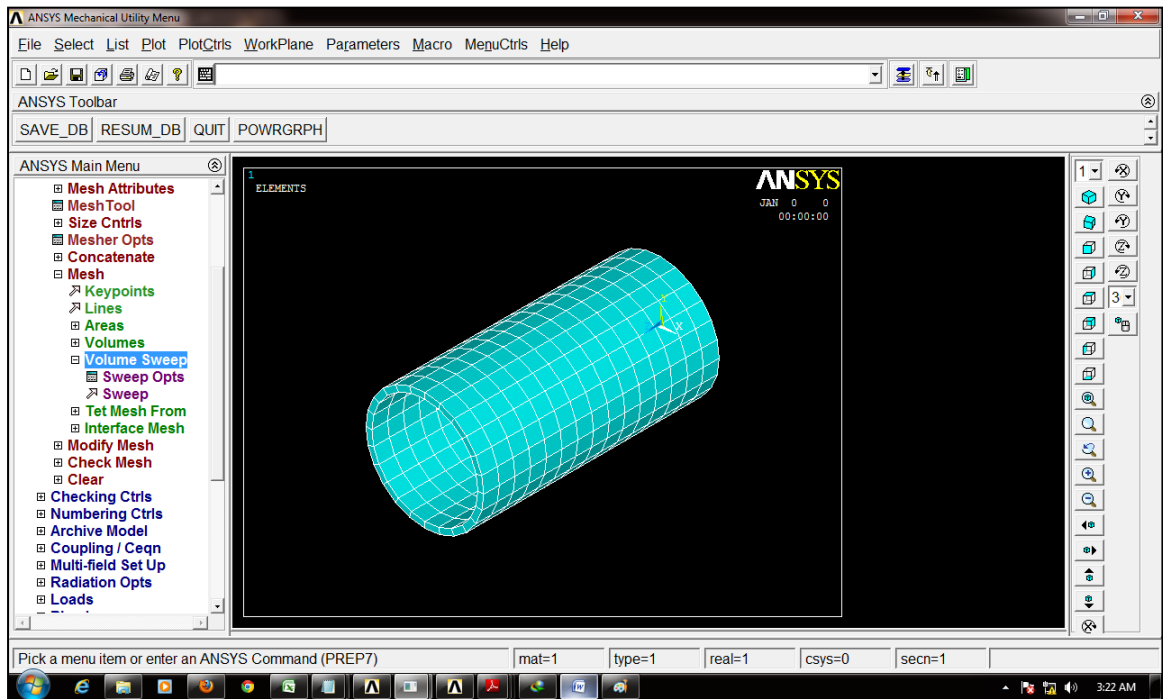 ANSYS Mechanical Utility Menu
File Select List Plot PlotCtrls WorkPlane Parameters Macro MenuCtrls Help
ANSYS Toolbar
SAVE_DB RESUM_DB QUIT POWRGRPH
ANSYS Main Menu
Mesh Attributes
MeshTool
Size Cntrls
Mesher Opts
Concatenate
Mesh
Keypoints
Lines
Areas
Volumes
Volume Sweep
Sweep Opts
Sweep
Tet Mesh From
Interface Mesh
Modify Mesh
Check Mesh
Clear
Checking Ctrls
Numbering Ctrls
Archive Model
Coupling / Ceqn
Multi-field Set Up
Radiation Opts
Loads
1
ELEMENTS
ANSYS
JAN 0 0
00:00:00
Y
X
1
3
Pick a menu item or enter an ANSYS Command (PREP7)
mat=1
type=1
real=1
csys=0
secn=1
3:22 AM